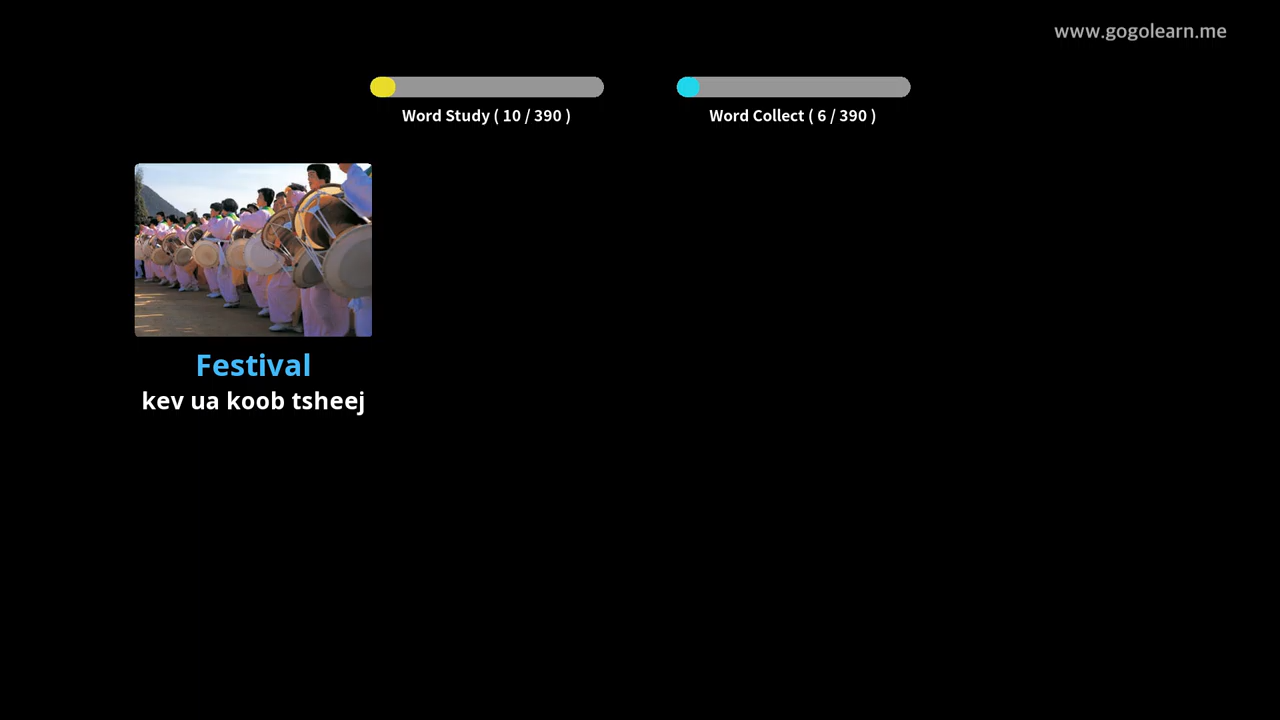 www.gogolearn.me
Word Study ( 10 / 390 )
Word Collect ( 6 / 390 )
Festival
kev ua koob tsheej